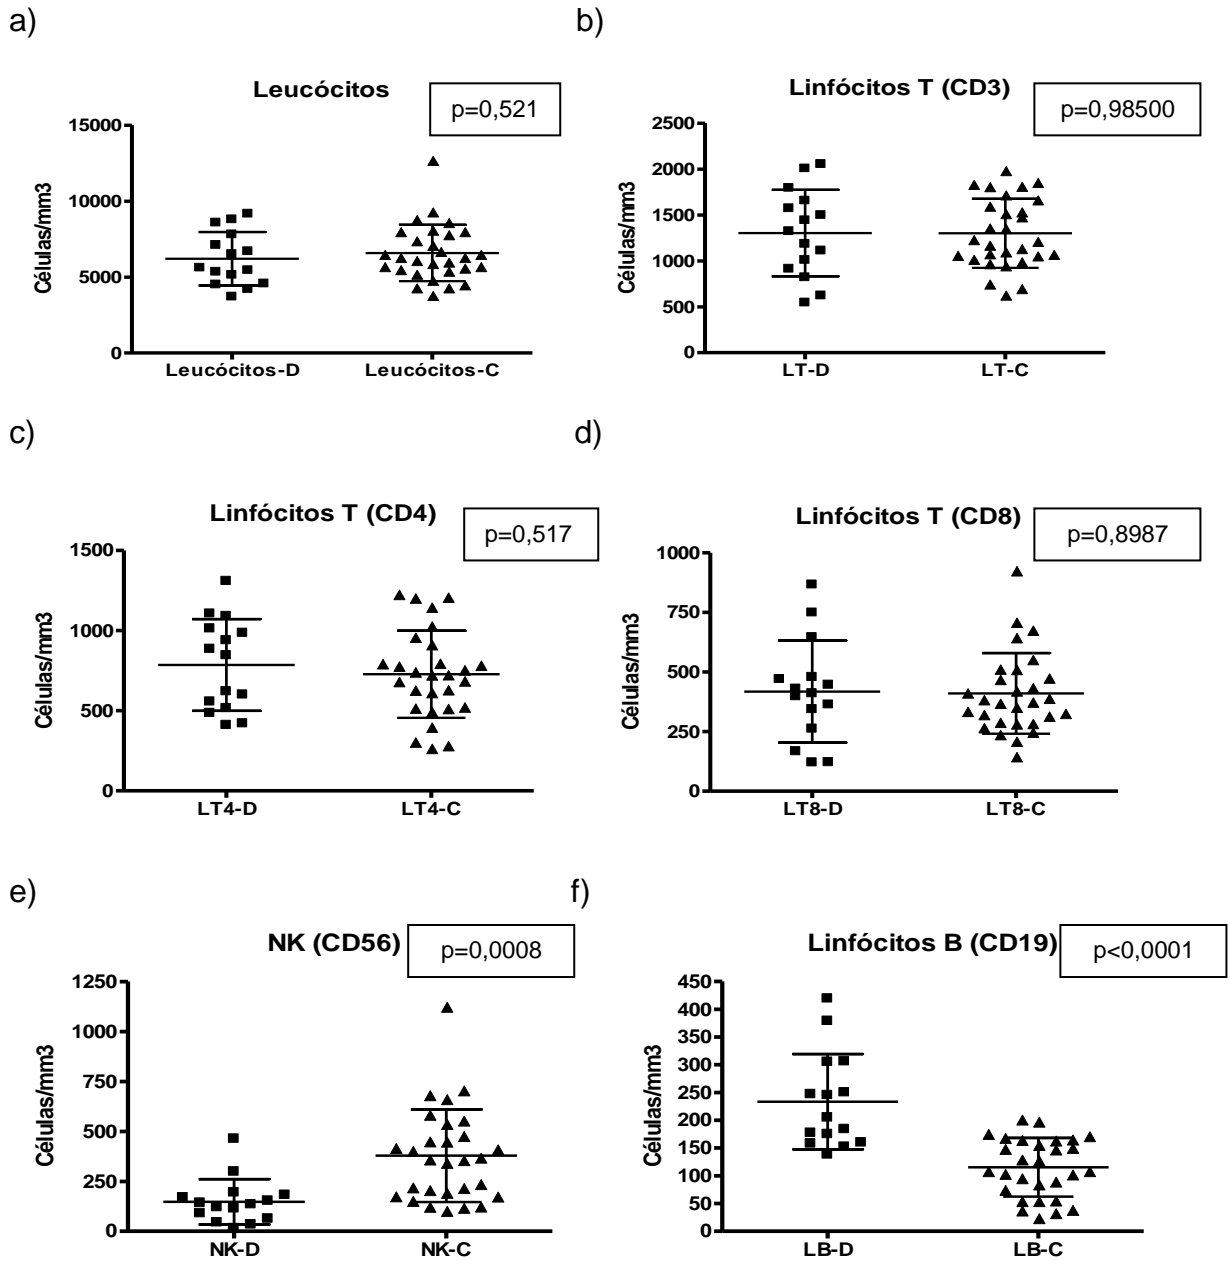 a)
Leucócitos
p=0,521
Células/mm3
15000
10000
5000
0
Leucócitos-D
Leucócitos-C
b)
Linfócitos T (CD3)
p=0,98500
Células/mm3
2500
2000
1500
1000
500
0
LT-D
LT-C
c)
Linfócitos T (CD4)
p=0,517
Células/mm3
1500
1000
500
0
LT4-D
LT4-C
d)
Linfócitos T (CD8)
p=0,8987
Células/mm3
1000
750
500
250
0
LT8-D
LT8-C
e)
NK (CD56)
p=0,0008
Células/mm3
1250
1000
750
500
250
0
NK-D
NK-C
f)
Linfócitos B (CD19)
p<0,0001
Células/mm3
450
400
350
300
250
200
150
100
50
0
LB-D
LB-C